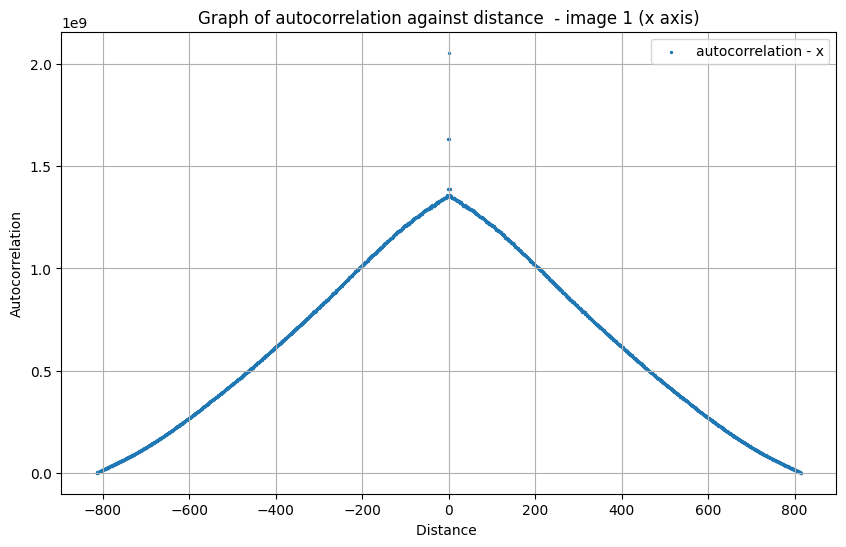 Graph of autocorrelation against distance - image 1 (x axis)
1e9
autocorrelation - x
2.0
1.5
1.0
0.5
0.0
Autocorrelation
−800 −600 −400 −200 0 200 400 600 800
Distance